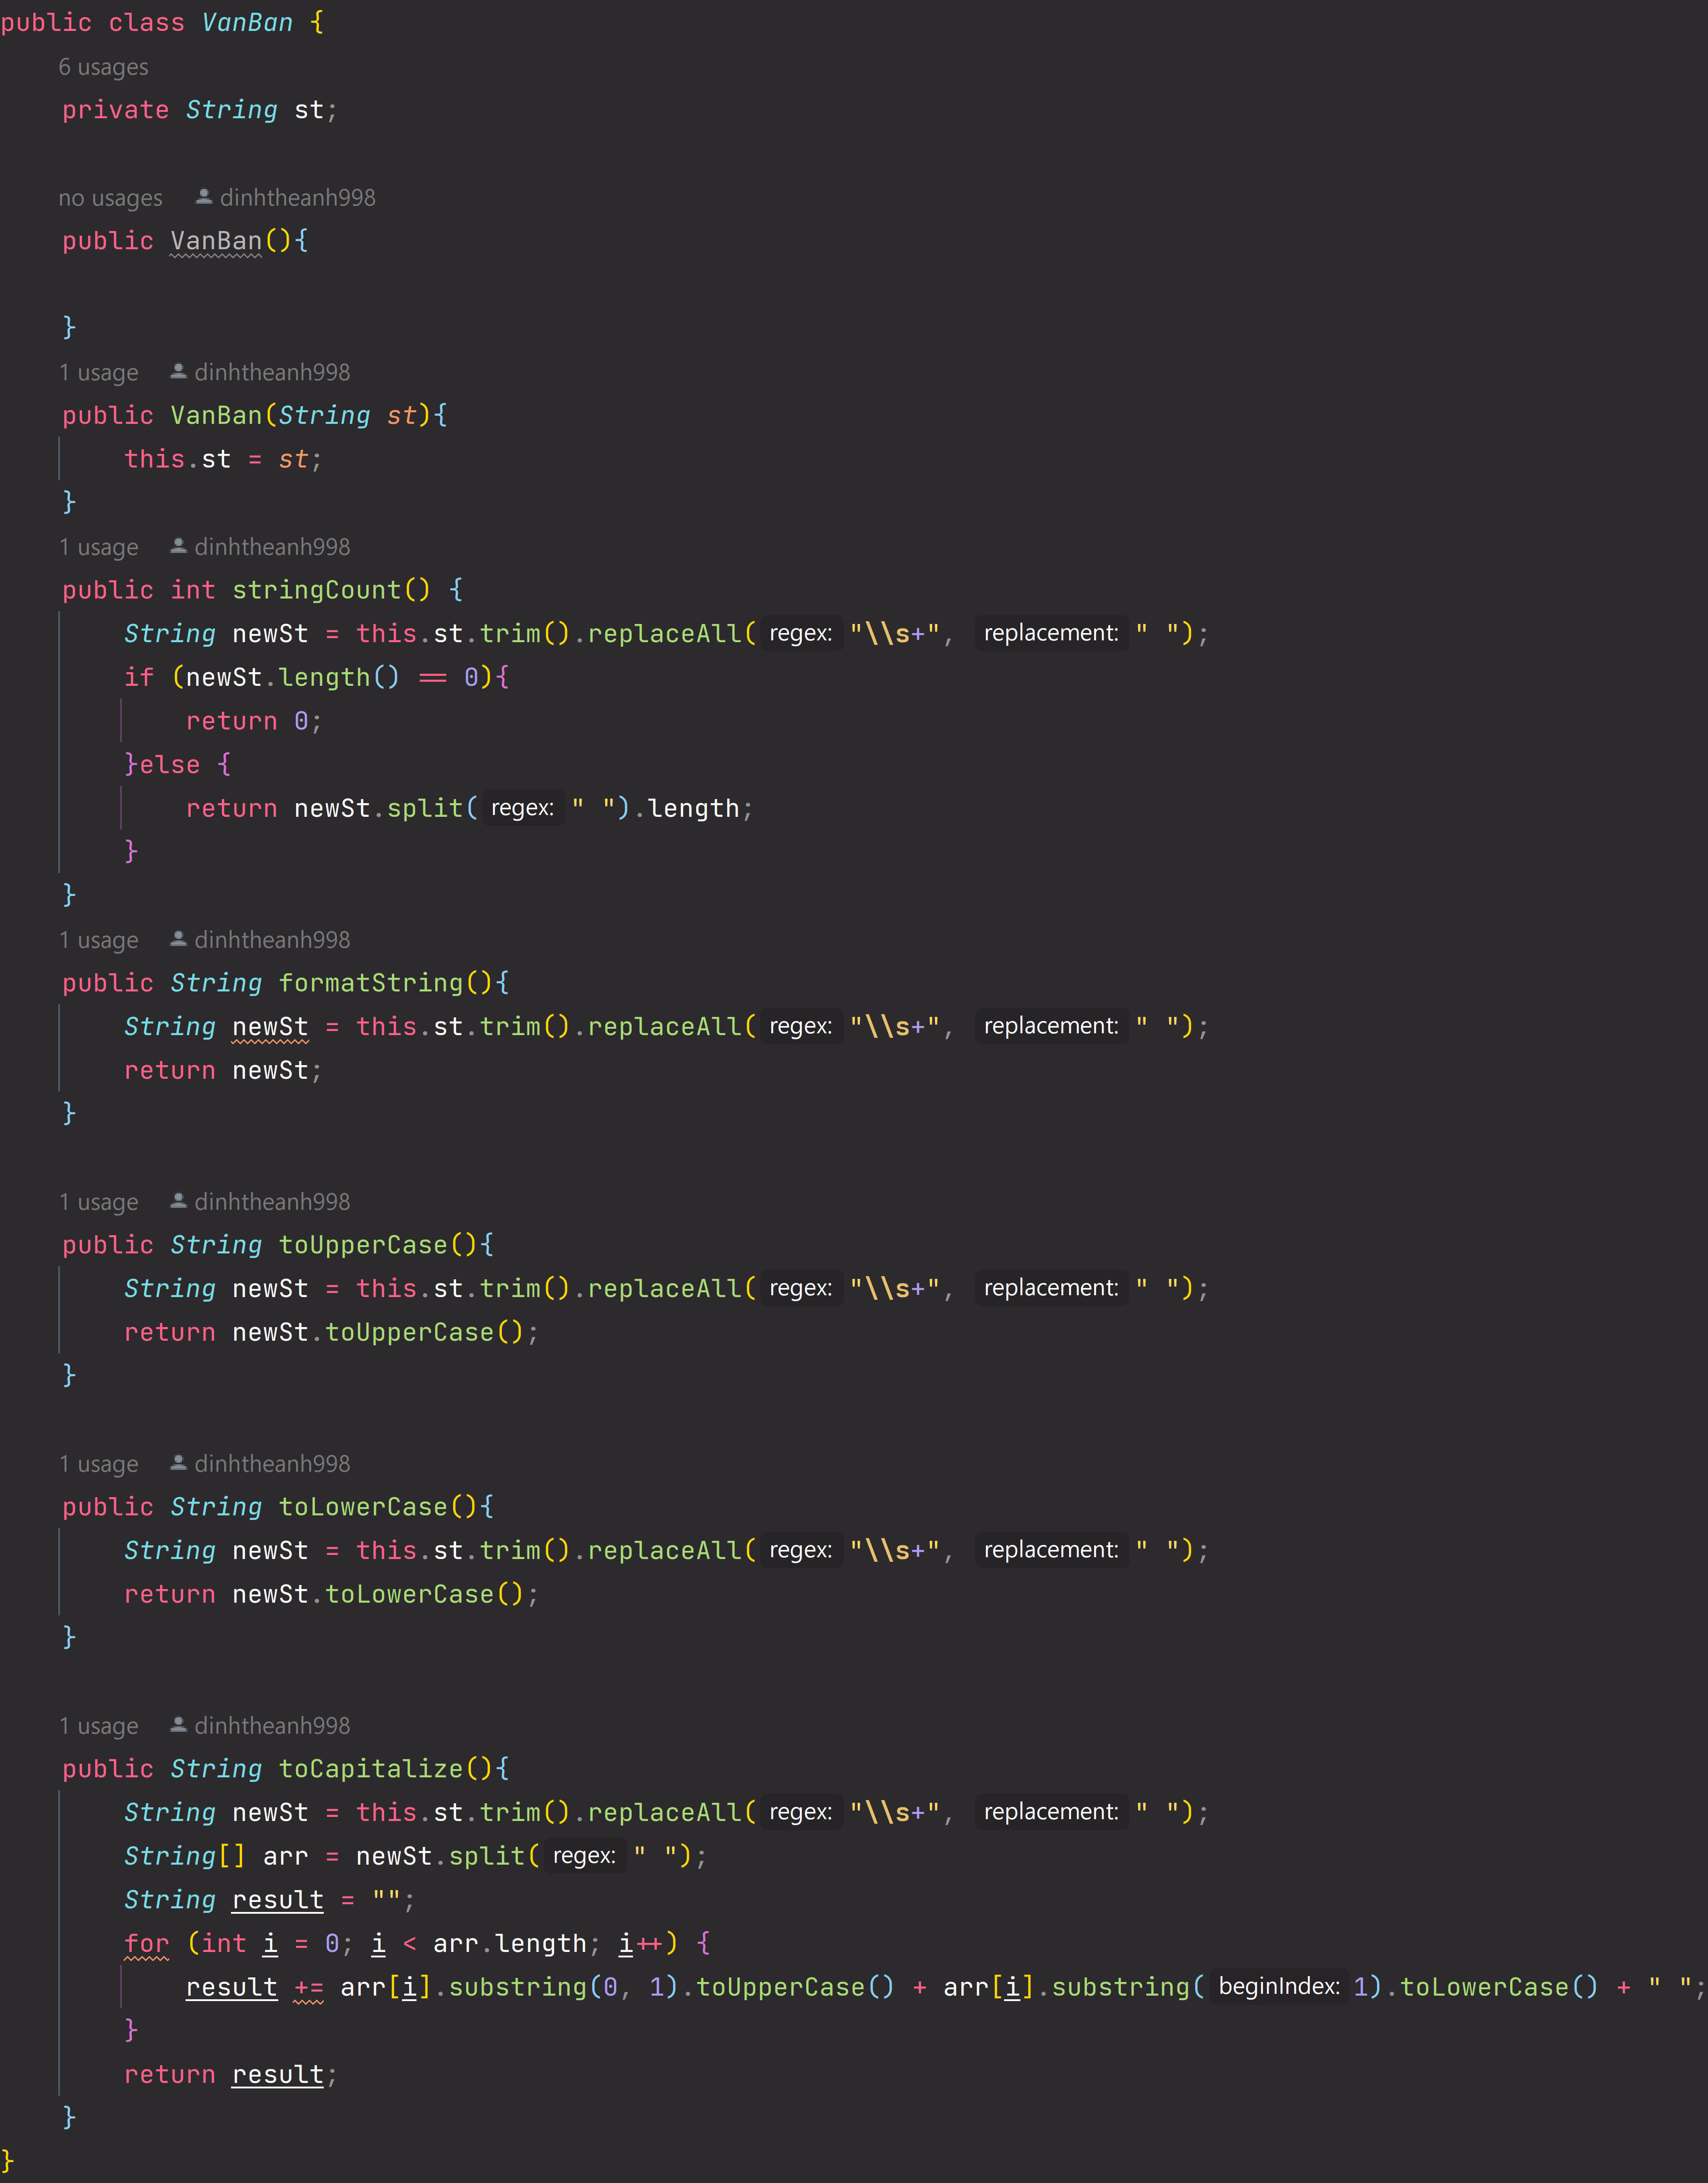 public class VanBan {
6 usages
private String st;
no usages dinhtheanh998
public VanBan(){
}
1 usage dinhtheanh998
public VanBan(String st){
this.st = st;
}
1 usage dinhtheanh998
public int stringCount() {
String newSt = this.st.trim().replaceAll( regex: "\\s+", replacement: " ");
if (newSt.length() == 0){
return 0;
}else {
return newSt.split( regex: " ").length;
}
}
1 usage dinhtheanh998
public String formatString(){
String newSt = this.st.trim().replaceAll( regex: "\\s+", replacement: " ");
return newSt;
}
1 usage dinhtheanh998
public String toUpperCase(){
String newSt = this.st.trim().replaceAll( regex: "\\s+", replacement: " ");
return newSt.toUpperCase();
}
1 usage dinhtheanh998
public String toLowerCase(){
String newSt = this.st.trim().replaceAll( regex: "\\s+", replacement: " ");
return newSt.toLowerCase();
}
1 usage dinhtheanh998
public String toCapitalize(){
String newSt = this.st.trim().replaceAll( regex: "\\s+", replacement: " ");
String[] arr = newSt.split( regex: " ");
String result = "";
for (int i = 0; i < arr.length; i++) {
result += arr[i].substring(0, 1).toUpperCase() + arr[i].substring( beginIndex: 1).toLowerCase() + " ";
}
return result;
}
}